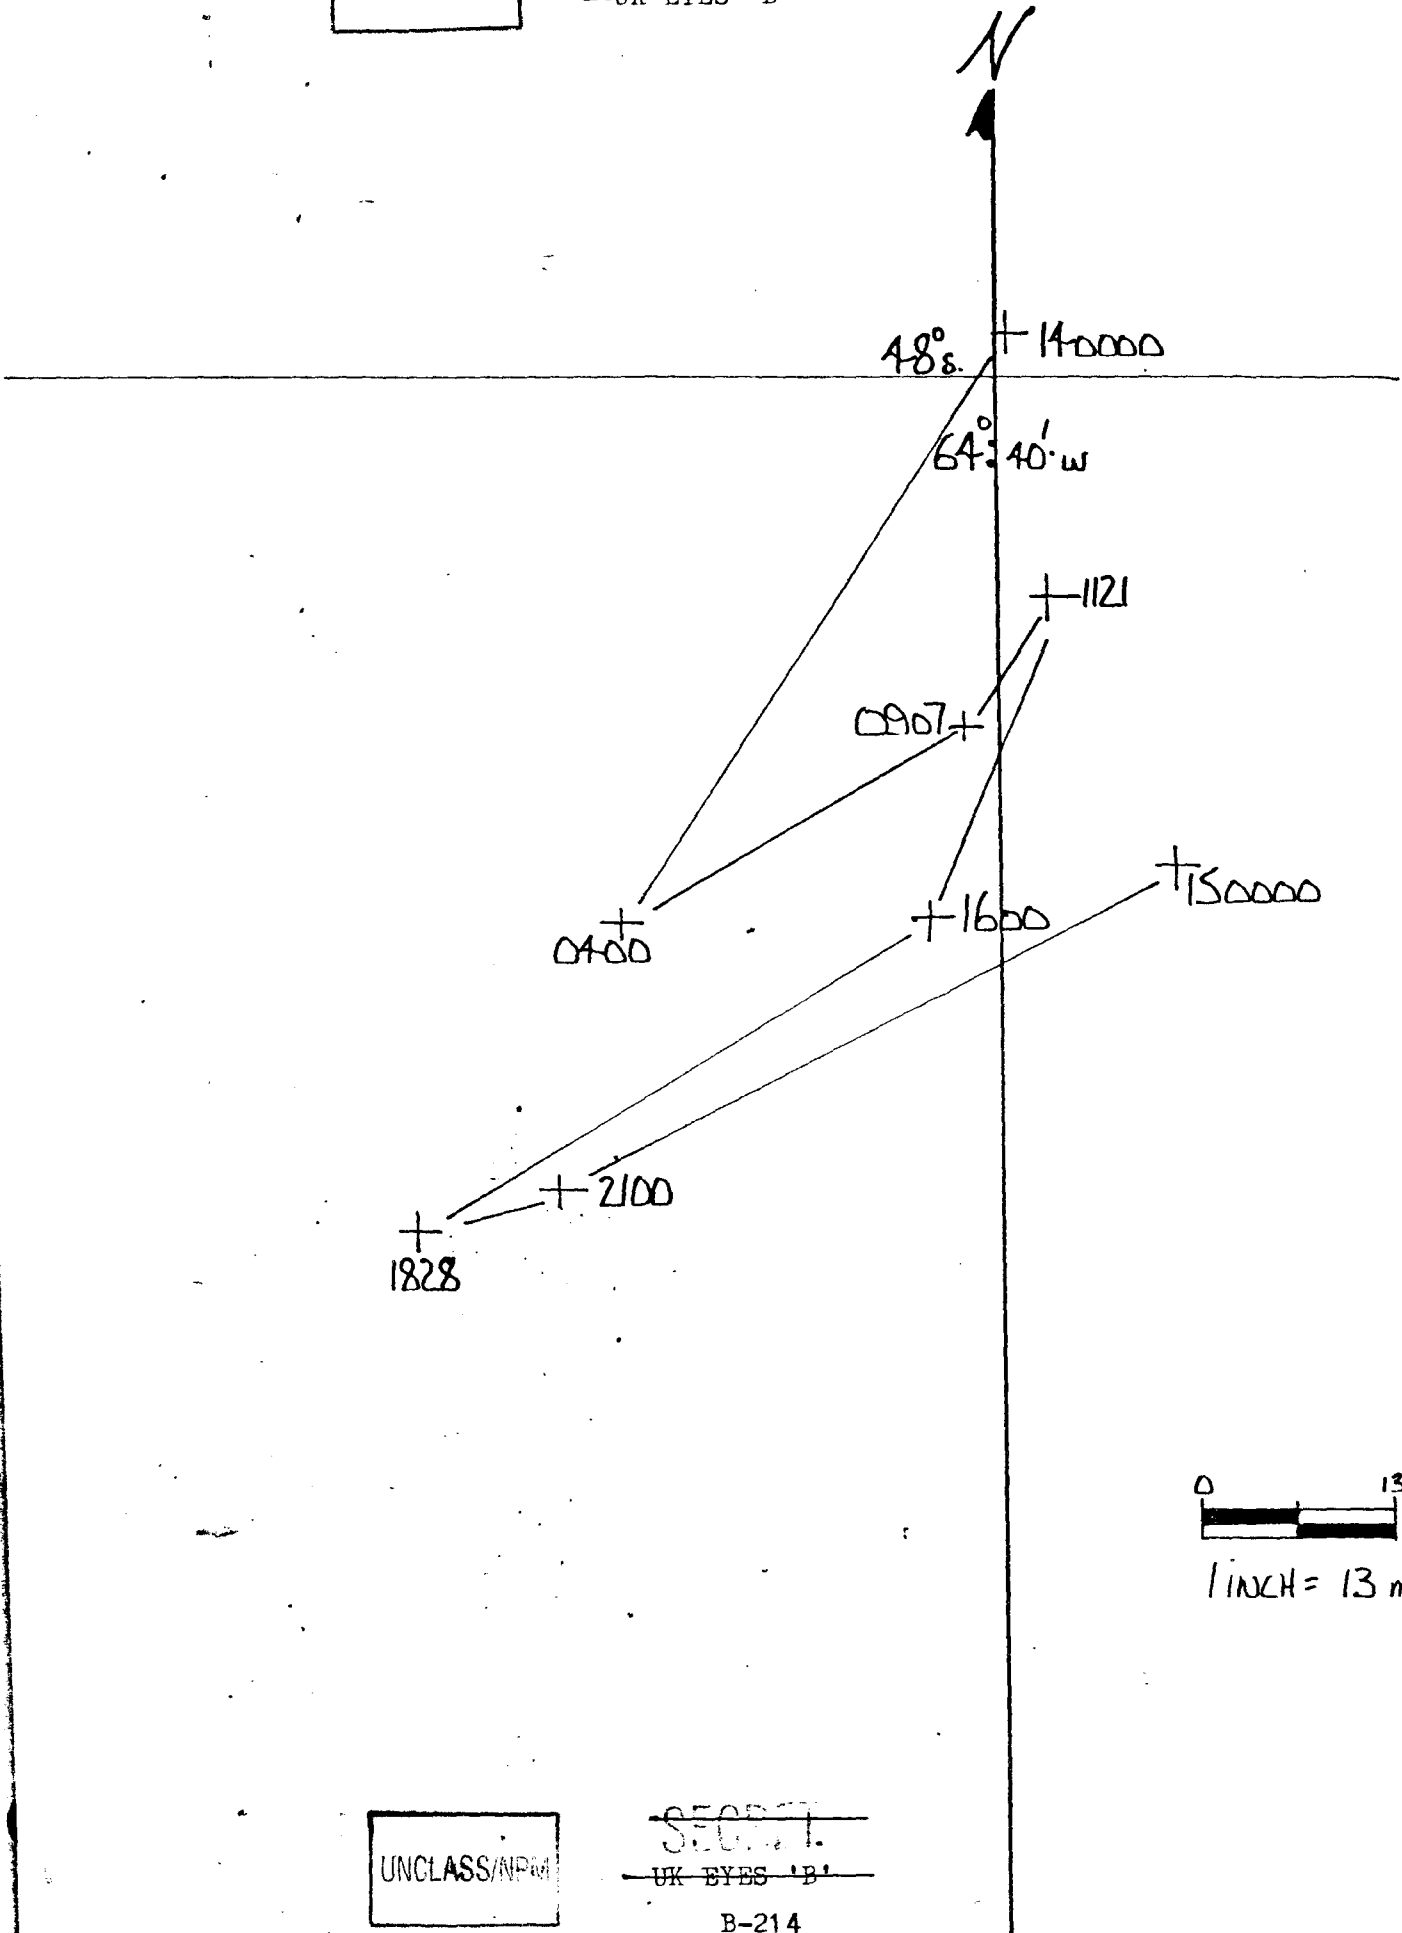 UK EYES 'B'
N
48°s.
140000
64° 40'.w
1121
0907
150000
0400
1600
2100
1828
0 13
1 INCH = 13
SECRET.
UNCLASS/NPM
UK EYES 'B'
B-214